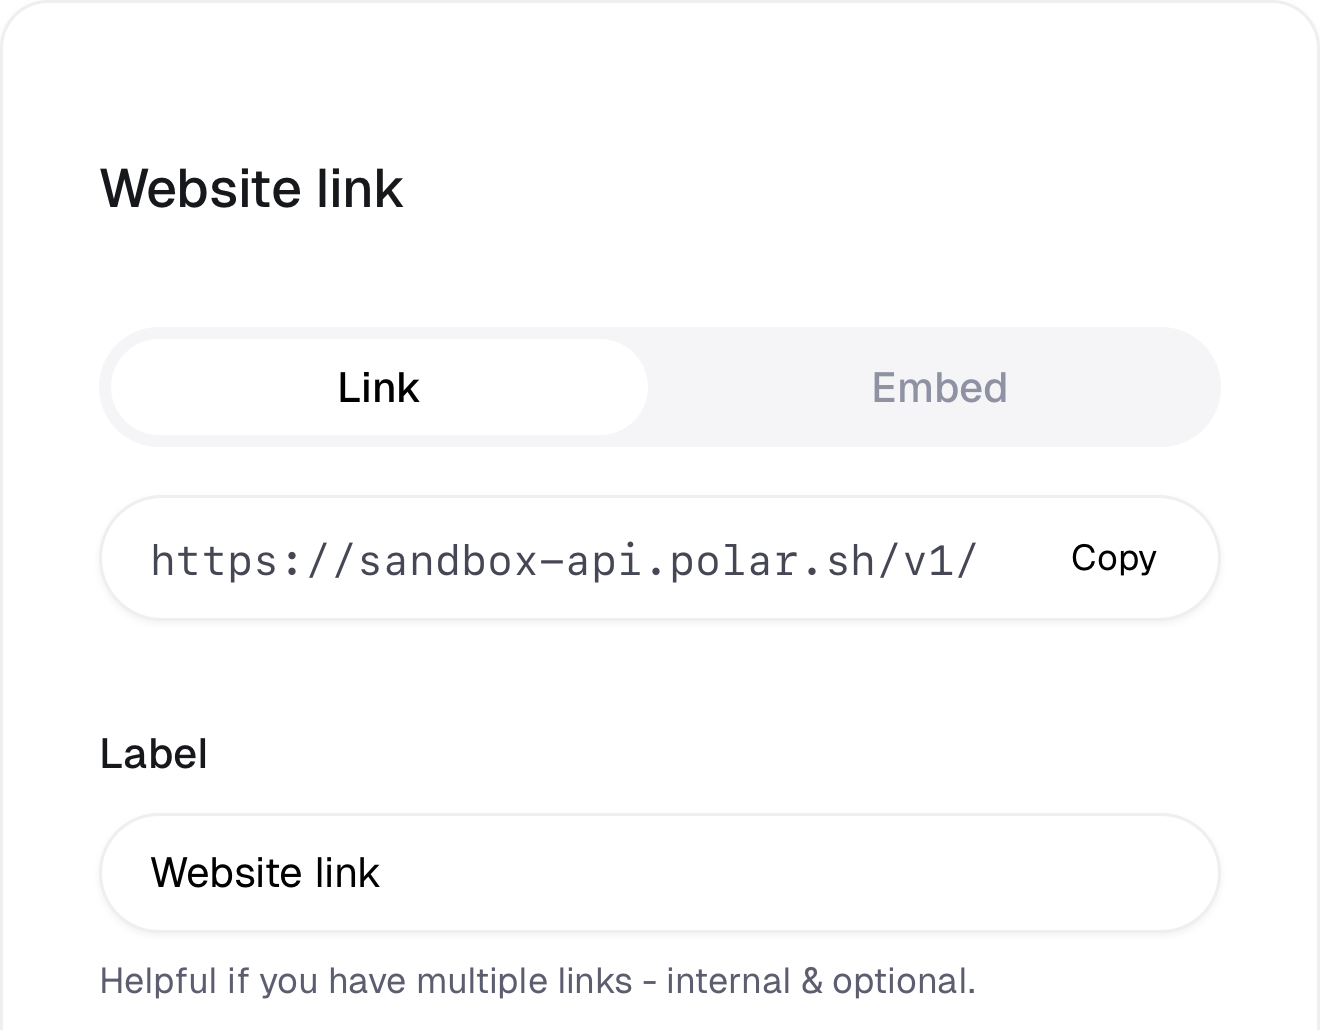 Website link
Link Embed
https://sandbox-api.polar.sh/v1/ Copy
Label
Website link
Helpful if you have multiple links - internal & optional.